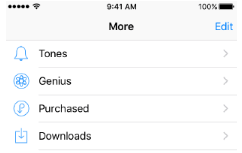 9:41 AM 100%
More Edit
Tones
Genius
Purchased
Downloads